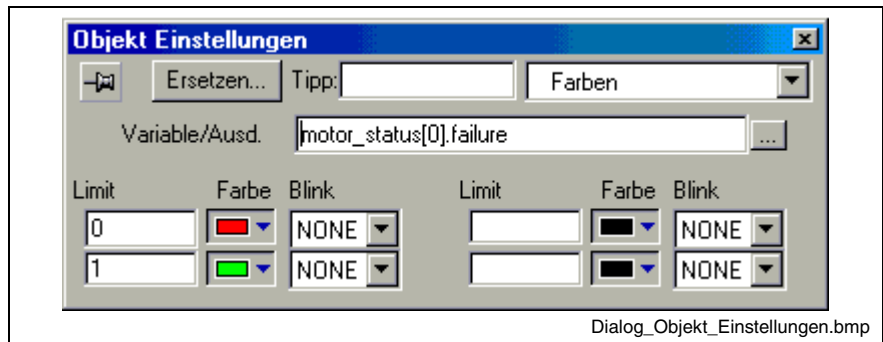 Objekt Einstellungen
Ersetzen... Tipp: Farben
Variable/Ausd. motor_status[0].failure ...
Limit Farbe Blink Limit Farbe Blink
0 NONE NONE
1 NONE NONE
Dialog_Objekt_Einstellungen.bmp